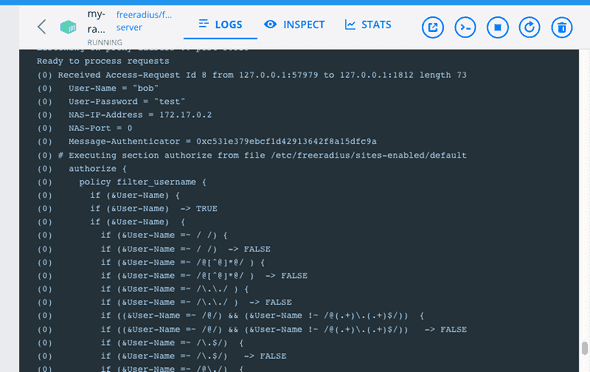 my-
ra...
freeradius/f...
server
RUNNING
LOGS
INSPECT
STATS
Ready to process requests
(0) Received Access-Request Id 8 from 127.0.0.1:57979 to 127.0.0.1:1812 length 73
(0)   User-Name = "bob"
(0)   User-Password = "test"
(0)   NAS-IP-Address = 172.17.0.2
(0)   NAS-Port = 0
(0)   Message-Authenticator = 0xc531e379ebcf1d42913642f8a15dfc9a
(0) # Executing section authorize from file /etc/freeradius/sites-enabled/default
(0)   authorize {
(0)     policy filter_username {
(0)       if (&User-Name) {
(0)       if (&User-Name)  -> TRUE
(0)       if (&User-Name)  {
(0)         if (&User-Name =~ / /) {
(0)         if (&User-Name =~ / /)  -> FALSE
(0)         if (&User-Name =~ /@[^@]*@/ ) {
(0)         if (&User-Name =~ /@[^@]*@/ )  -> FALSE
(0)         if (&User-Name =~ /\.\./ ) {
(0)         if (&User-Name =~ /\.\./ )  -> FALSE
(0)         if ((&User-Name =~ /@/) && (&User-Name !~ /@(.+)\.(.+)$/))  {
(0)         if ((&User-Name =~ /@/) && (&User-Name !~ /@(.+)\.(.+)$/))   -> FALSE
(0)         if (&User-Name =~ /\.$/)  {
(0)         if (&User-Name =~ /\.$/)   -> FALSE
(0)         if (&User-Name =~ /@\./)  {